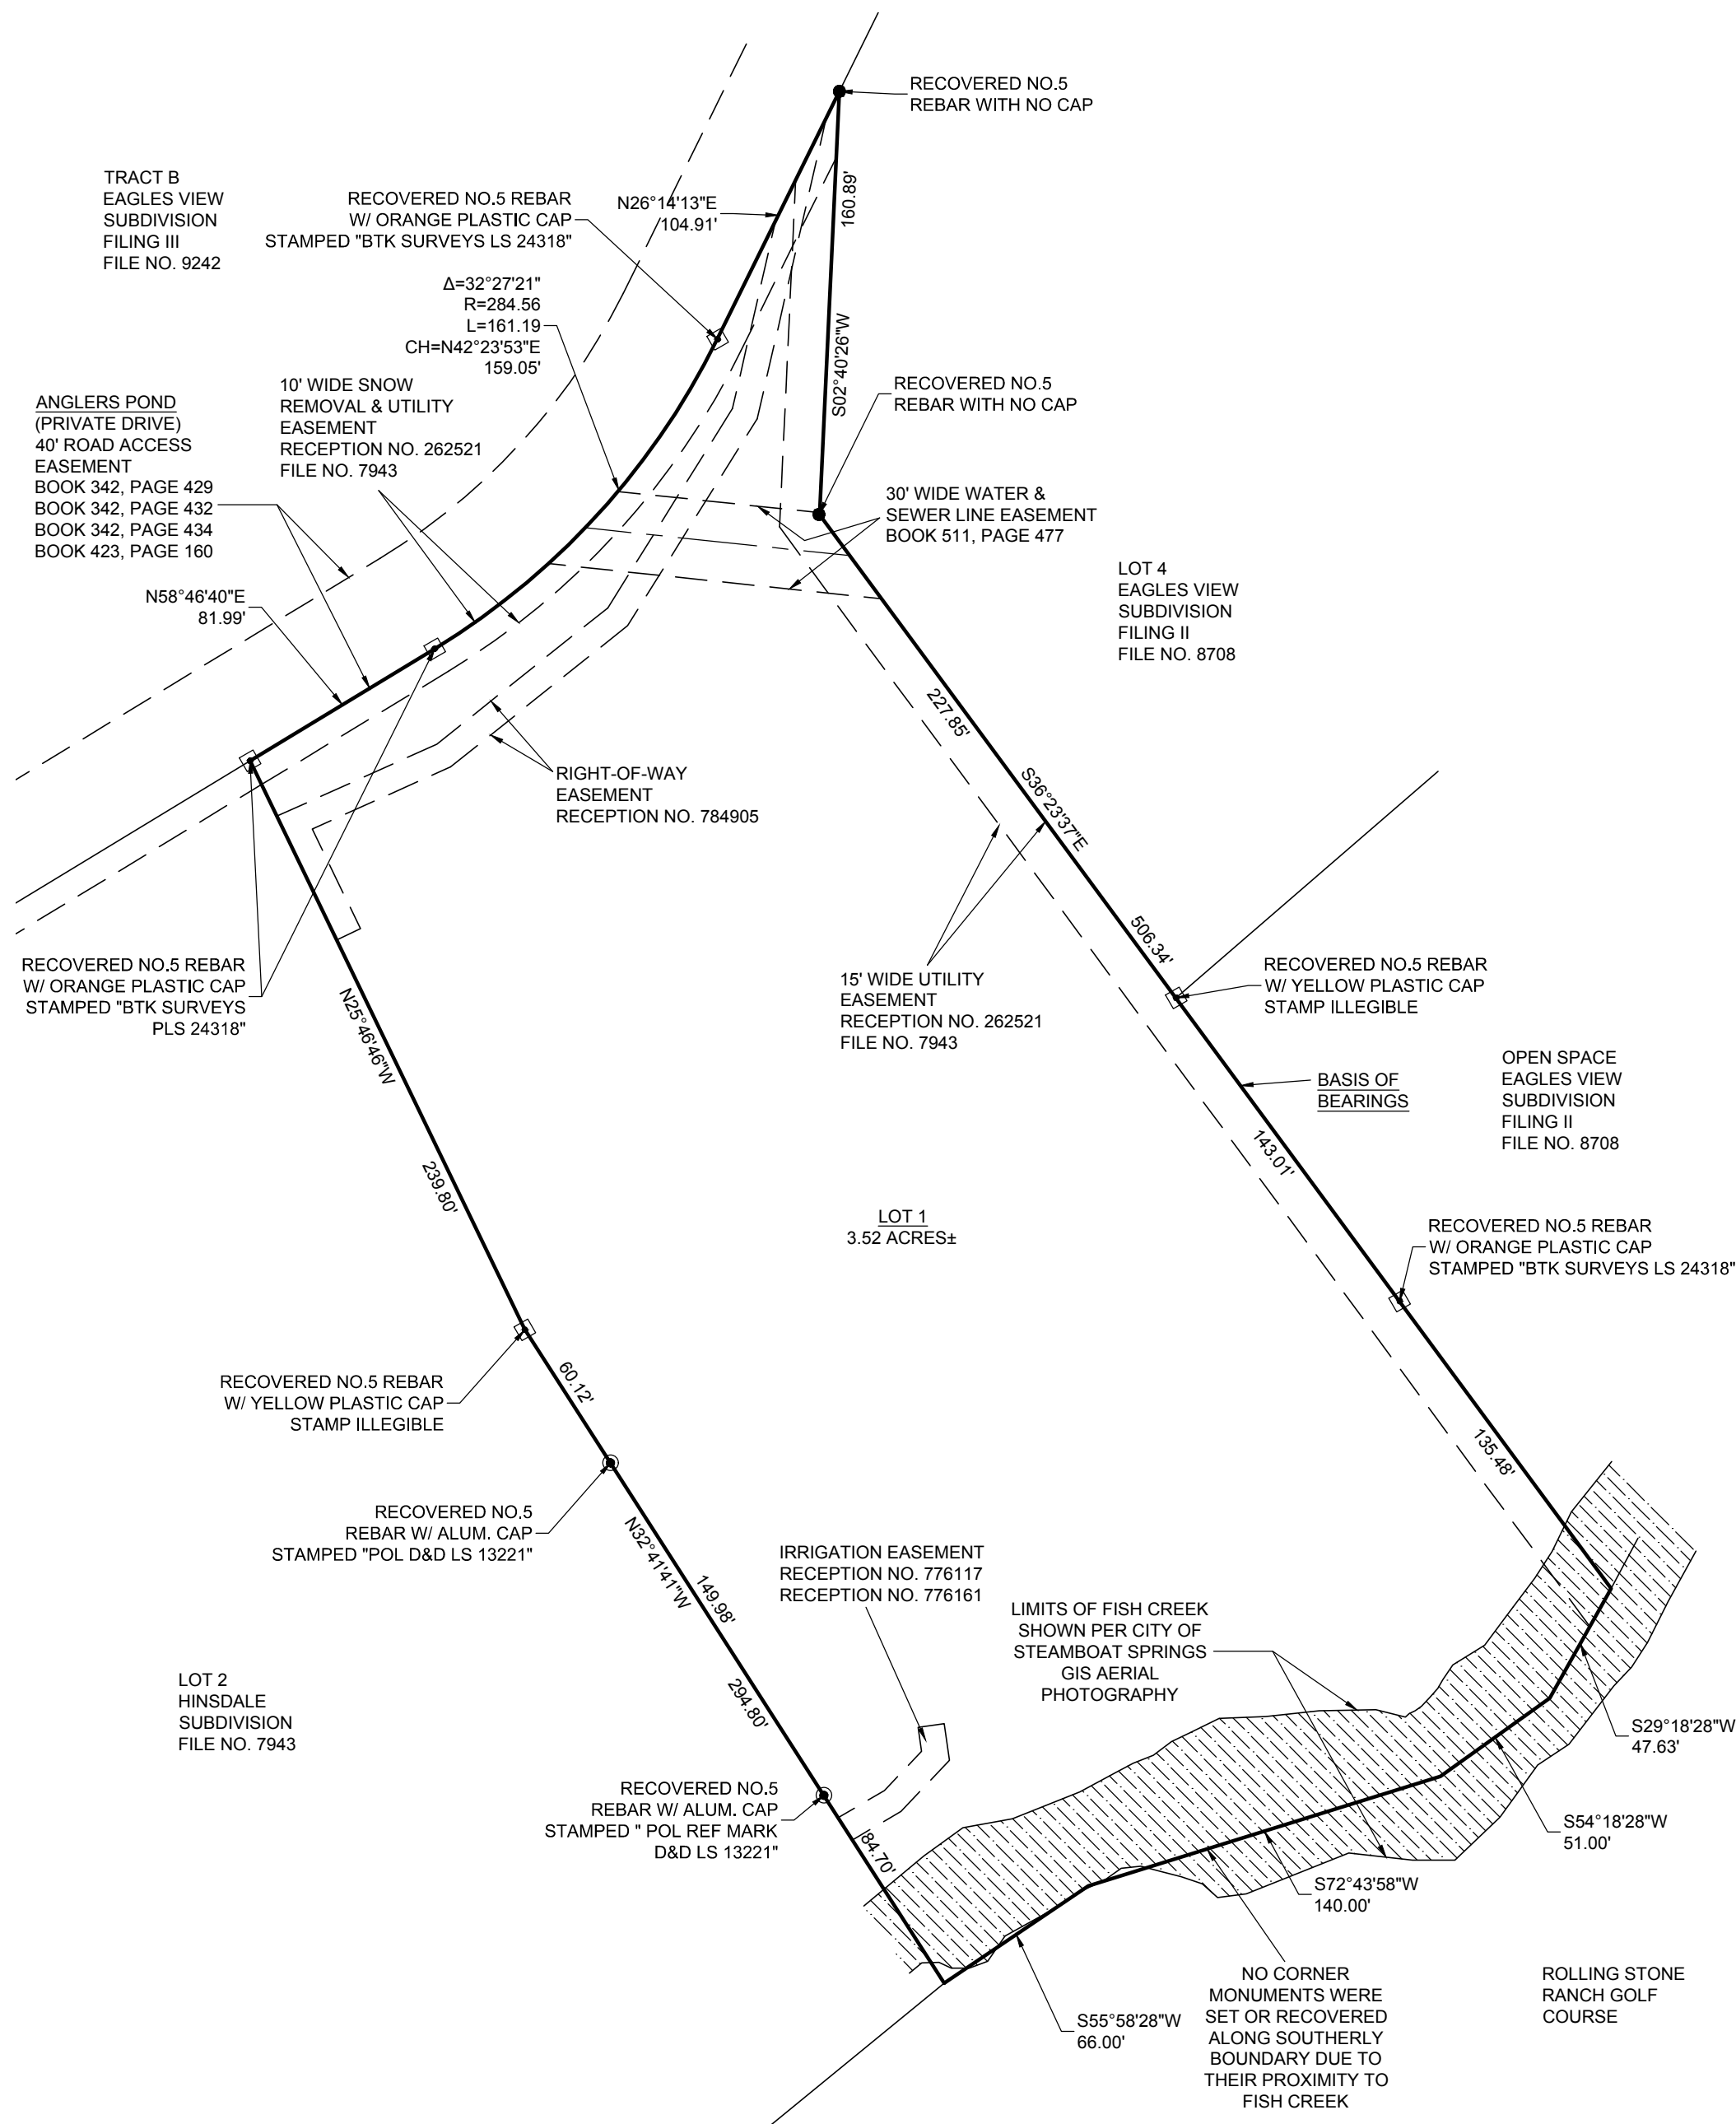 RECOVERED NO.5
REBAR WITH NO CAP
TRACT B
EAGLES VIEW
SUBDIVISION
FILING III
FILE NO. 9242
RECOVERED NO.5 REBAR
W/ ORANGE PLASTIC CAP
STAMPED "BTK SURVEYS LS 24318"
N26°14'13"E
104.91'
160.89'
S02°40'26"W
Δ=32°27'21"
R=284.56
L=161.19
CH=N42°23'53"E
159.05'
10' WIDE SNOW
REMOVAL & UTILITY
EASEMENT
RECEPTION NO. 262521
FILE NO. 7943
RECOVERED NO.5
REBAR WITH NO CAP
ANGLERS POND
(PRIVATE DRIVE)
40' ROAD ACCESS
EASEMENT
BOOK 342, PAGE 429
BOOK 342, PAGE 432
BOOK 342, PAGE 434
BOOK 423, PAGE 160
30' WIDE WATER &
SEWER LINE EASEMENT
BOOK 511, PAGE 477
N58°46'40"E
81.99'
LOT 4
EAGLES VIEW
SUBDIVISION
FILING II
FILE NO. 8708
227.85'
S36°23'37"E
506.34'
RIGHT-OF-WAY
EASEMENT
RECEPTION NO. 784905
RECOVERED NO.5 REBAR
W/ ORANGE PLASTIC CAP
STAMPED "BTK SURVEYS
PLS 24318"
15' WIDE UTILITY
EASEMENT
RECEPTION NO. 262521
FILE NO. 7943
RECOVERED NO.5 REBAR
W/ YELLOW PLASTIC CAP
STAMP ILLEGIBLE
N25°46'46"W
239.80'
BASIS OF
BEARINGS
OPEN SPACE
EAGLES VIEW
SUBDIVISION
FILING II
FILE NO. 8708
143.01'
LOT 1
3.52 ACRES±
RECOVERED NO.5 REBAR
W/ ORANGE PLASTIC CAP
STAMPED "BTK SURVEYS LS 24318"
RECOVERED NO.5 REBAR
W/ YELLOW PLASTIC CAP
STAMP ILLEGIBLE
60.12'
135.48'
RECOVERED NO.5
REBAR W/ ALUM. CAP
STAMPED "POL D&D LS 13221"
N32°41'41"W
149.98'
294.80'
IRRIGATION EASEMENT
RECEPTION NO. 776117
RECEPTION NO. 776161
LIMITS OF FISH CREEK
SHOWN PER CITY OF
STEAMBOAT SPRINGS
GIS AERIAL
PHOTOGRAPHY
LOT 2
HINSDALE
SUBDIVISION
FILE NO. 7943
S29°18'28"W
47.63'
RECOVERED NO.5
REBAR W/ ALUM. CAP
STAMPED " POL REF MARK
D&D LS 13221"
84.70'
S54°18'28"W
51.00'
S72°43'58"W
140.00'
S55°58'28"W
66.00'
NO CORNER
MONUMENTS WERE
SET OR RECOVERED
ALONG SOUTHERLY
BOUNDARY DUE TO
THEIR PROXIMITY TO
FISH CREEK
ROLLING STONE
RANCH GOLF
COURSE